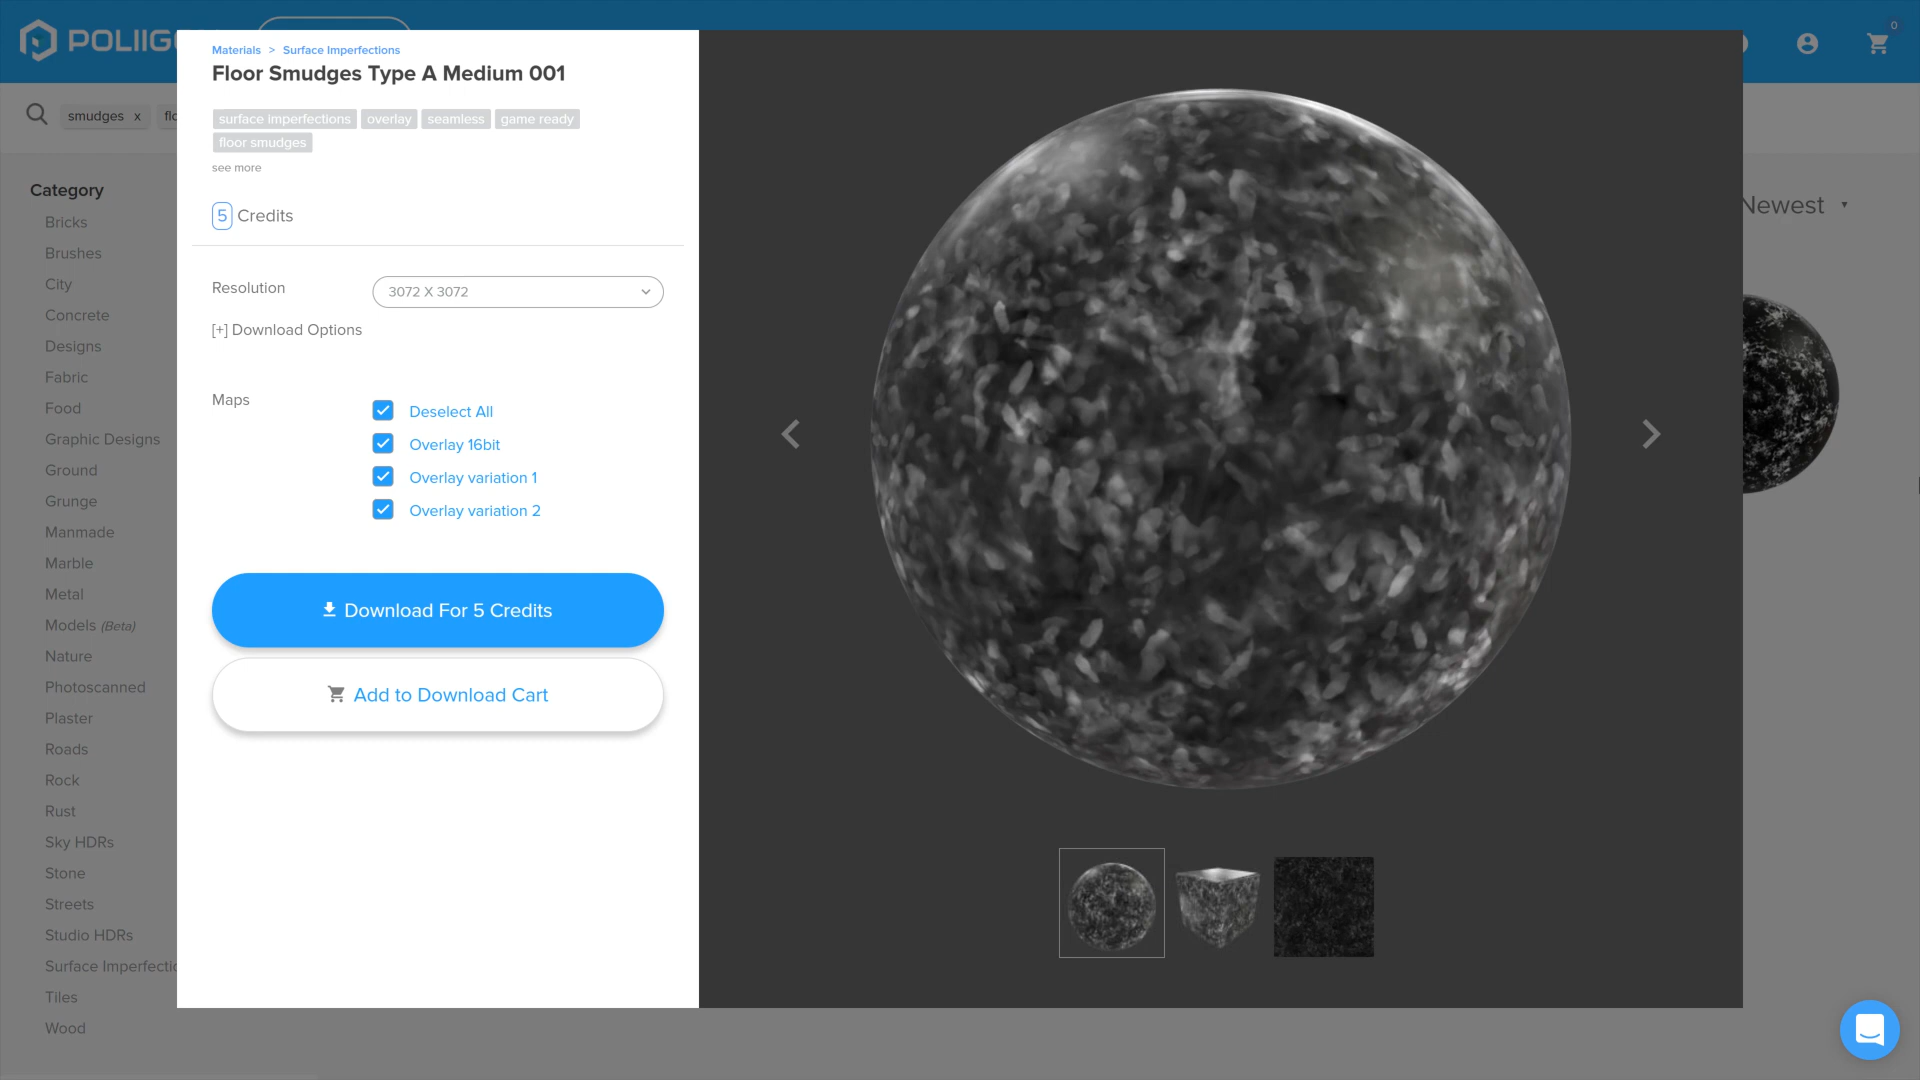 POLIIG
0
Materials > Surface Imperfections
Floor Smudges Type A Medium 001
smudges x
surface imperfections overlay seamless game ready
floor smudges
see more
Category
Newest
5 Credits
Bricks
Brushes
City
Concrete
Designs
Fabric
Food
Graphic Designs
Ground
Grunge
Manmade
Marble
Metal
Models (Beta)
Nature
Photoscanned
Plaster
Roads
Rock
Rust
Sky HDRs
Stone
Streets
Studio HDRs
Surface Imperfectio
Tiles
Wood
Resolution
3072 X 3072
[+] Download Options
Maps
Deselect All
Overlay 16bit
Overlay variation 1
Overlay variation 2
Download For 5 Credits
Add to Download Cart